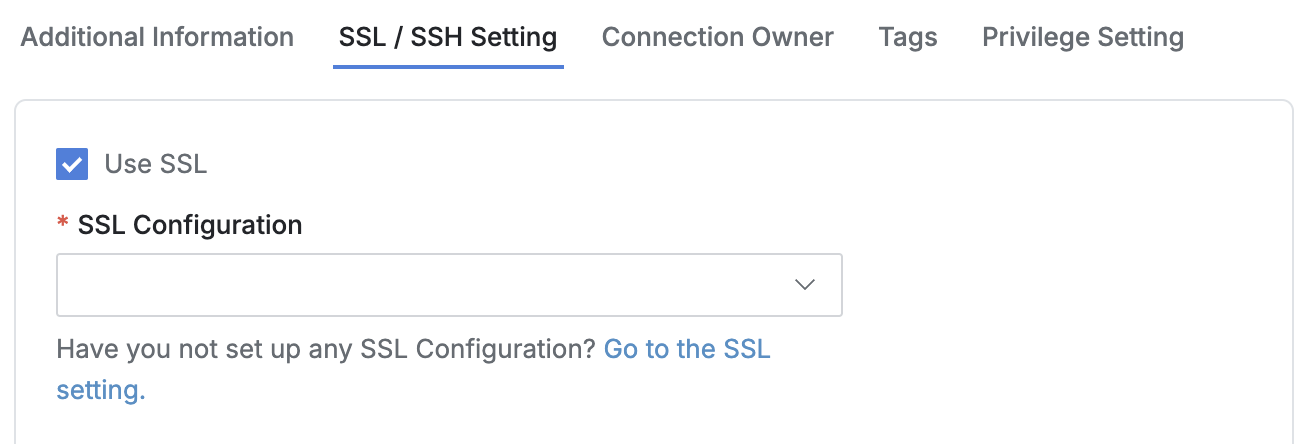 Additional Information SSL / SSH Setting Connection Owner Tags Privilege Setting
Use SSL
* SSL Configuration
Have you not set up any SSL Configuration? Go to the SSL
setting.